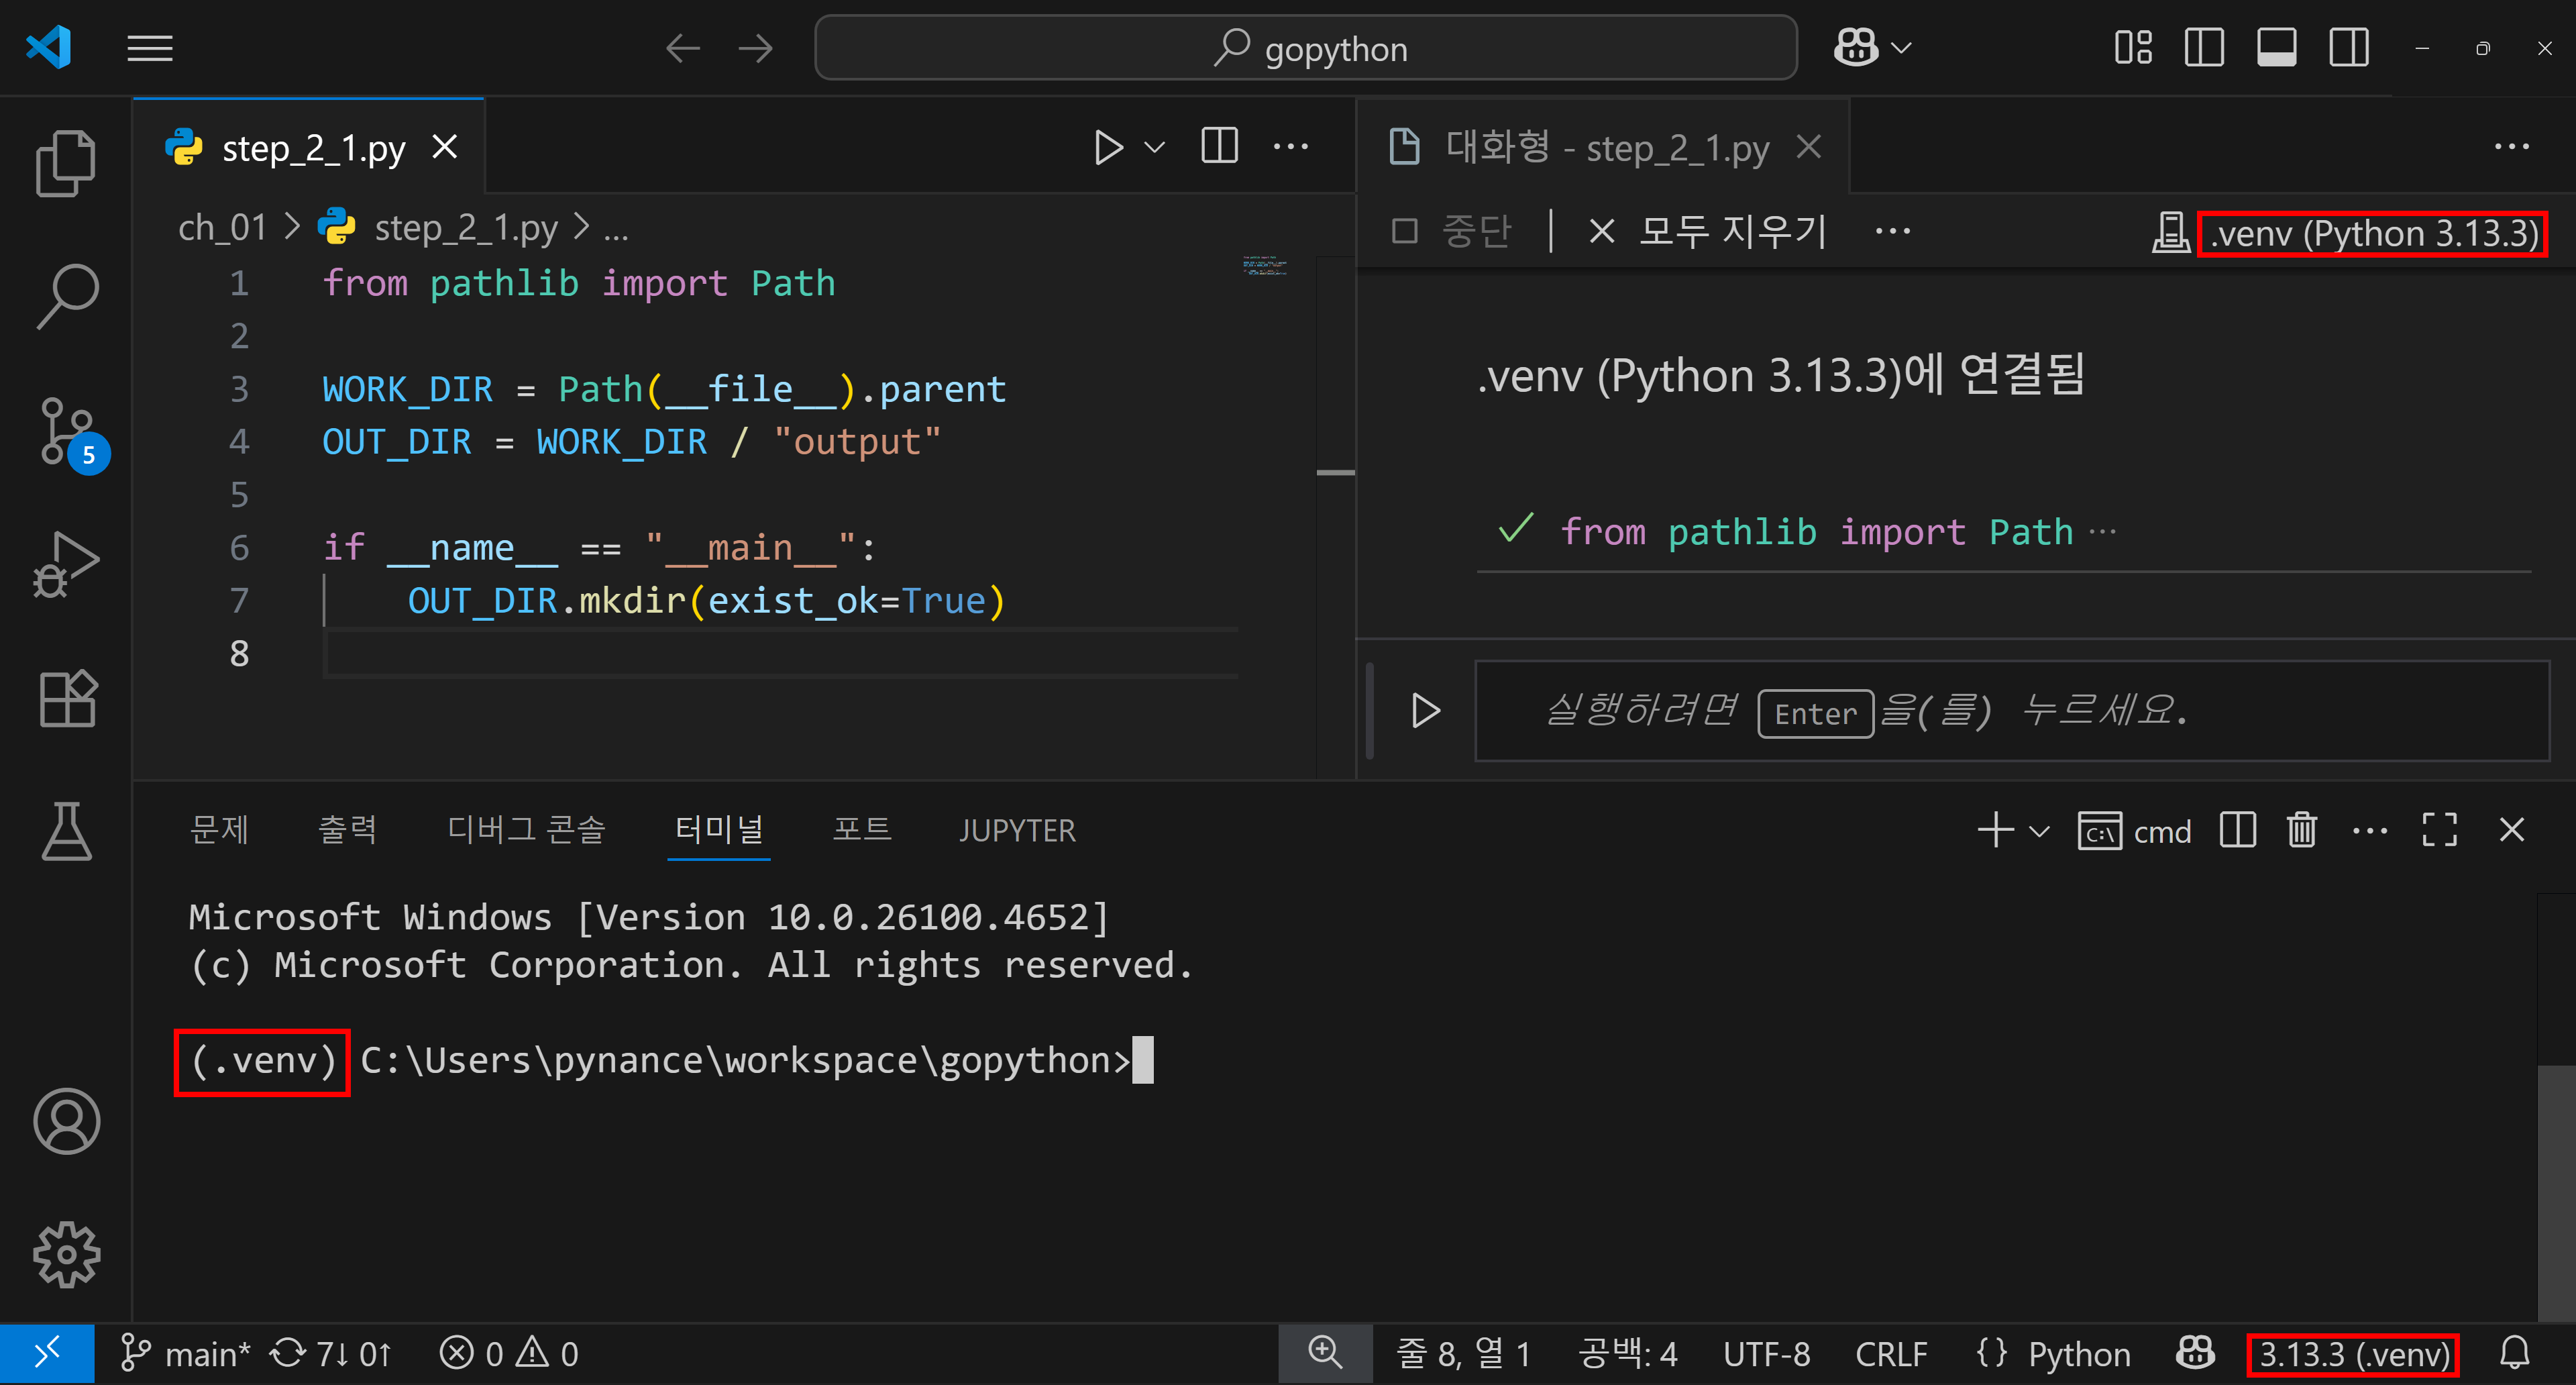 gopython
step_2_1.py
ch_01 > step_2_1.py > ...
1 from pathlib import Path
2
3 WORK_DIR = Path(__file__).parent
4 OUT_DIR = WORK_DIR / "output"
5
6 if __name__ == "__main__":
7 OUT_DIR.mkdir(exist_ok=True)
8
대화형 - step_2_1.py
중단 | 모두 지우기 ... .venv (Python 3.13.3)
.venv (Python 3.13.3)에 연결됨
from pathlib import Path ...
실행하려면 Enter 을(를) 누르세요.
문제 출력 디버그 콘솔 터미널 포트 JUPYTER cmd
Microsoft Windows [Version 10.0.26100.4652]
(c) Microsoft Corporation. All rights reserved.
(.venv) C:\Users\pynance\workspace\gopython>
5
main* 7↓ 0↑ 0 0 줄 8, 열 1 공백: 4 UTF-8 CRLF {} Python 3.13.3 (.venv)